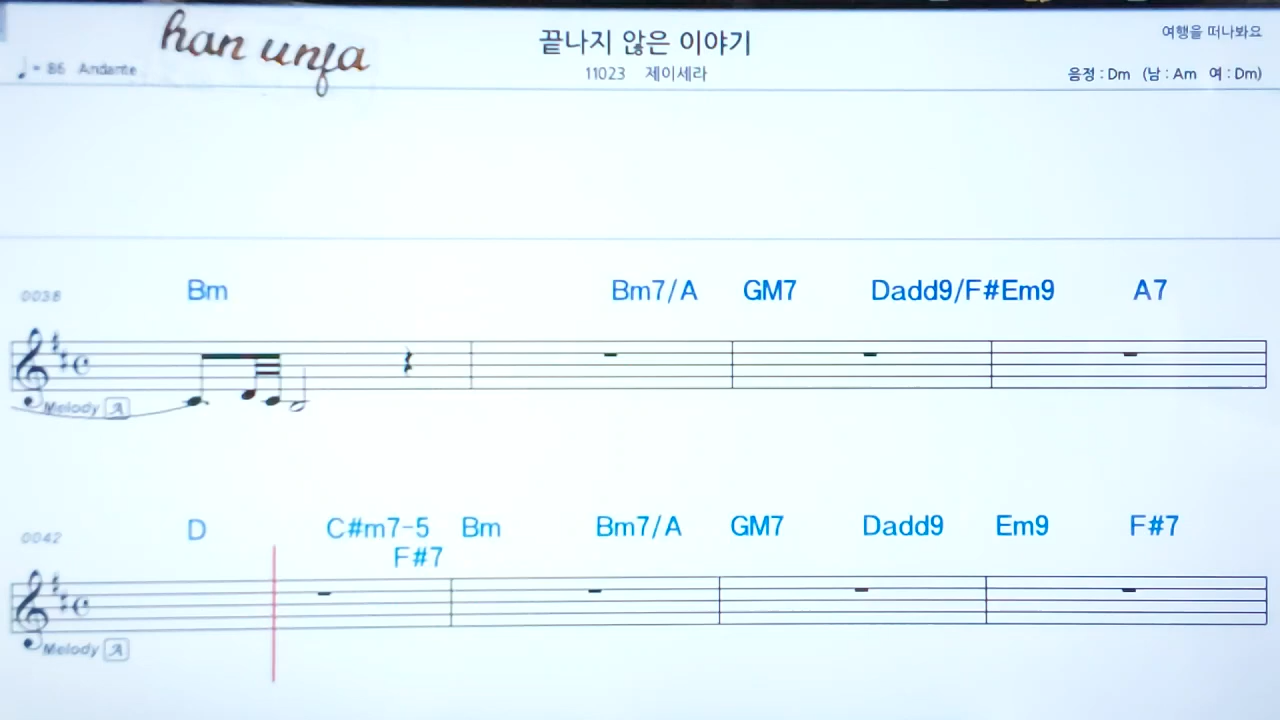 han unfa
끝나지 않은 이야기
여행을 떠나봐요
♩= 86 Andante
11023 제이세라
음정 : Dm (남 : Am 여 : Dm)
0038 Bm Bm7/A GM7 Dadd9/F#Em9 A7
Melody A
0042 D C#m7-5 Bm Bm7/A GM7 Dadd9 Em9 F#7
F#7
Melody A